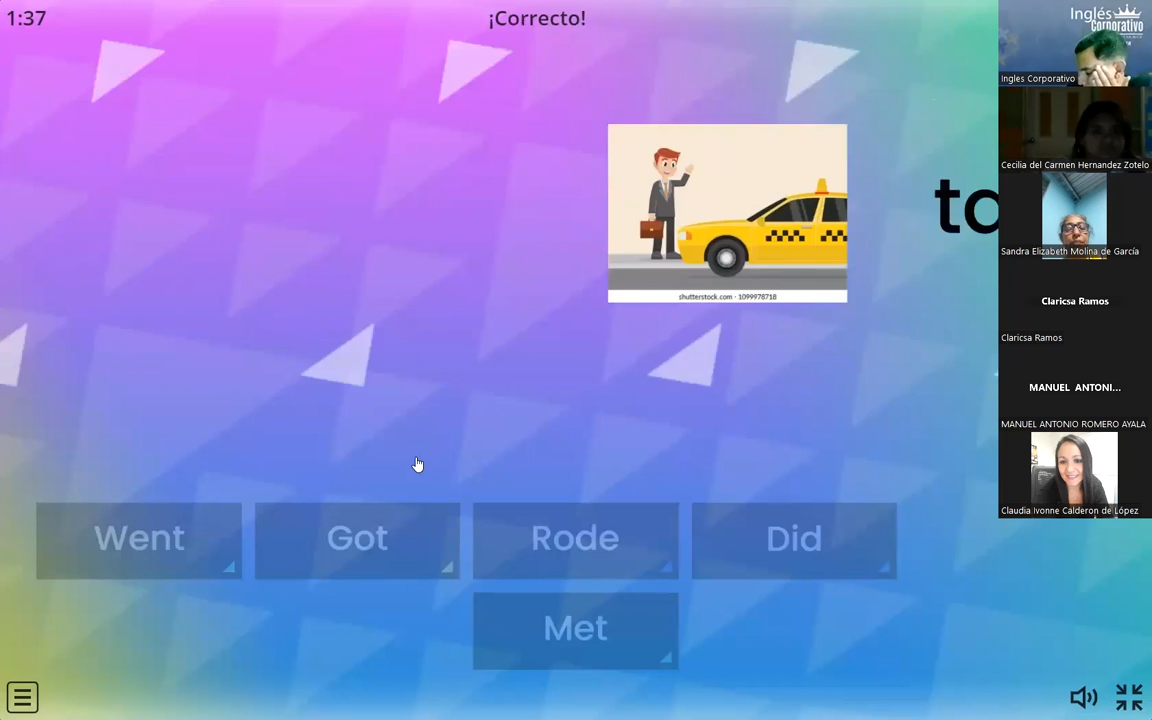 1:37
¡Correcto!
to
shutterstock.com · 1099978718
Went
Got
Rode
Did
Met
Inglés
Corporativo
Ingles Corporativo
Cecilia del Carmen Hernandez Zotelo
Sandra Elizabeth Molina de García
Claricsa Ramos
Claricsa Ramos
MANUEL ANTONI...
MANUEL ANTONIO ROMERO AYALA
Claudia Ivonne Calderon de López